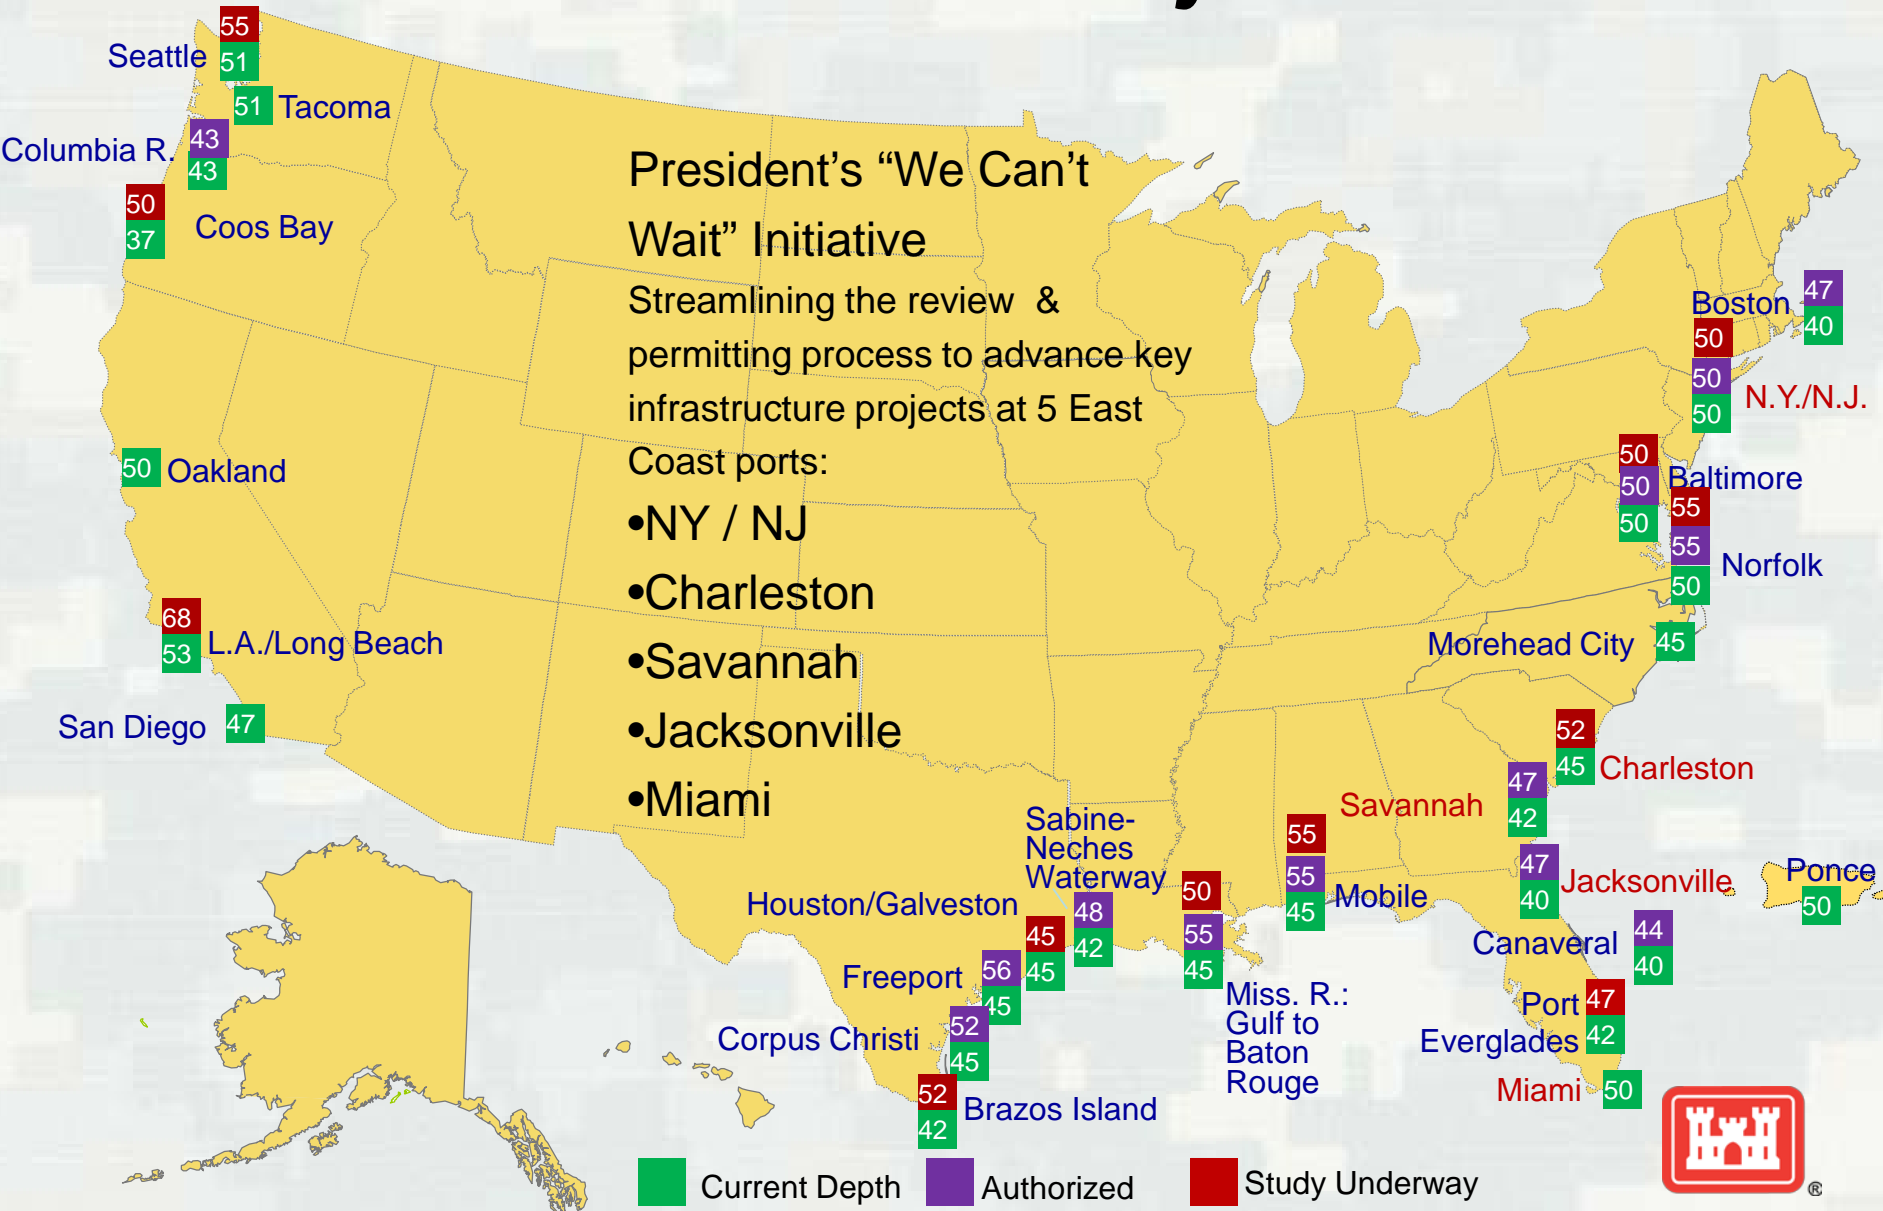 55
Seattle 51
51 Tacoma
43
Columbia R.
43
50
Coos Bay
37
50 Oakland
68
L.A./Long Beach
53
San Diego 47
President's “We Can't
Wait” Initiative
Streamlining the review &
permitting process to advance key
infrastructure projects at 5 East
Coast ports:
•NY / NJ
•Charleston
•Savannah
•Jacksonville
•Miami
47
Boston
40
50
50
N.Y./N.J.
50
50
Baltimore
50
50
55
55
Norfolk
50
Morehead City 45
52
45 Charleston
47
Savannah
42
47
Jacksonville
40
Ponce
50
44
Canaveral
40
Port 47
Everglades 42
Miami 50
55
55
Mobile
45
50
55
45
Miss. R.:
Gulf to
Baton
Rouge
Sabine-
Neches
Waterway
48
42
Houston/Galveston
45
45
56
Freeport
45
52
Corpus Christi
45
52
Brazos Island
42
Current Depth
Authorized
Study Underway
®